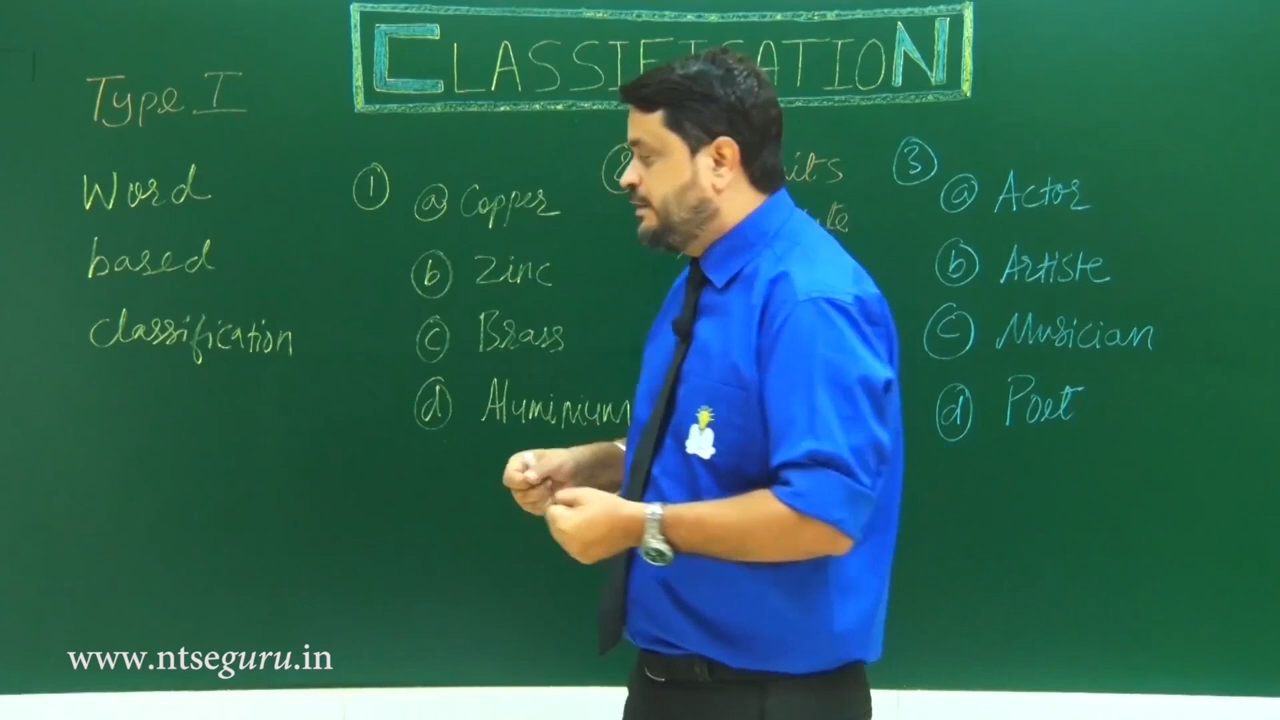 CLASSIFICATION
Type I
Word
based
classification
1
a Copper
b Zinc
c Brass
d Aluminium
3
a Actor
b Artiste
c Musician
d Poet
www.ntseguru.in